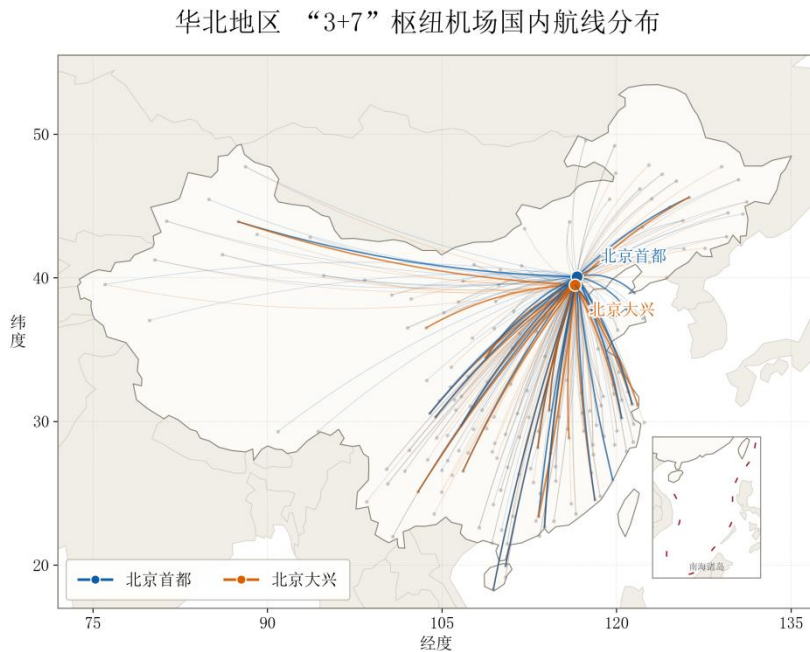 华北地区 “3+7”枢纽机场国内航线分布
50
40
30
20
纬度
北京首都
北京大兴
南海诸岛
北京首都
北京大兴
75
90
105
120
135
经度